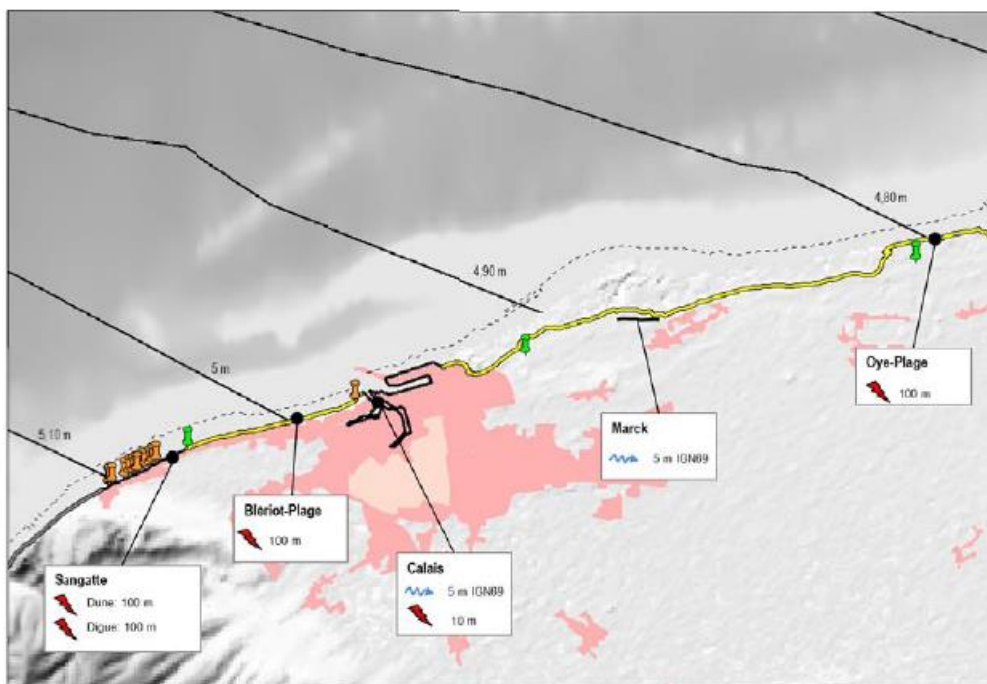 4,80 m
4,90 m
5 m
5,10 m
Oye-Plage
100 m
Marck
5 m IGN69
Blériot-Plage
100 m
Calais
5 m IGN69
10 m
Sangatte
Dune: 100 m
Digue: 100 m